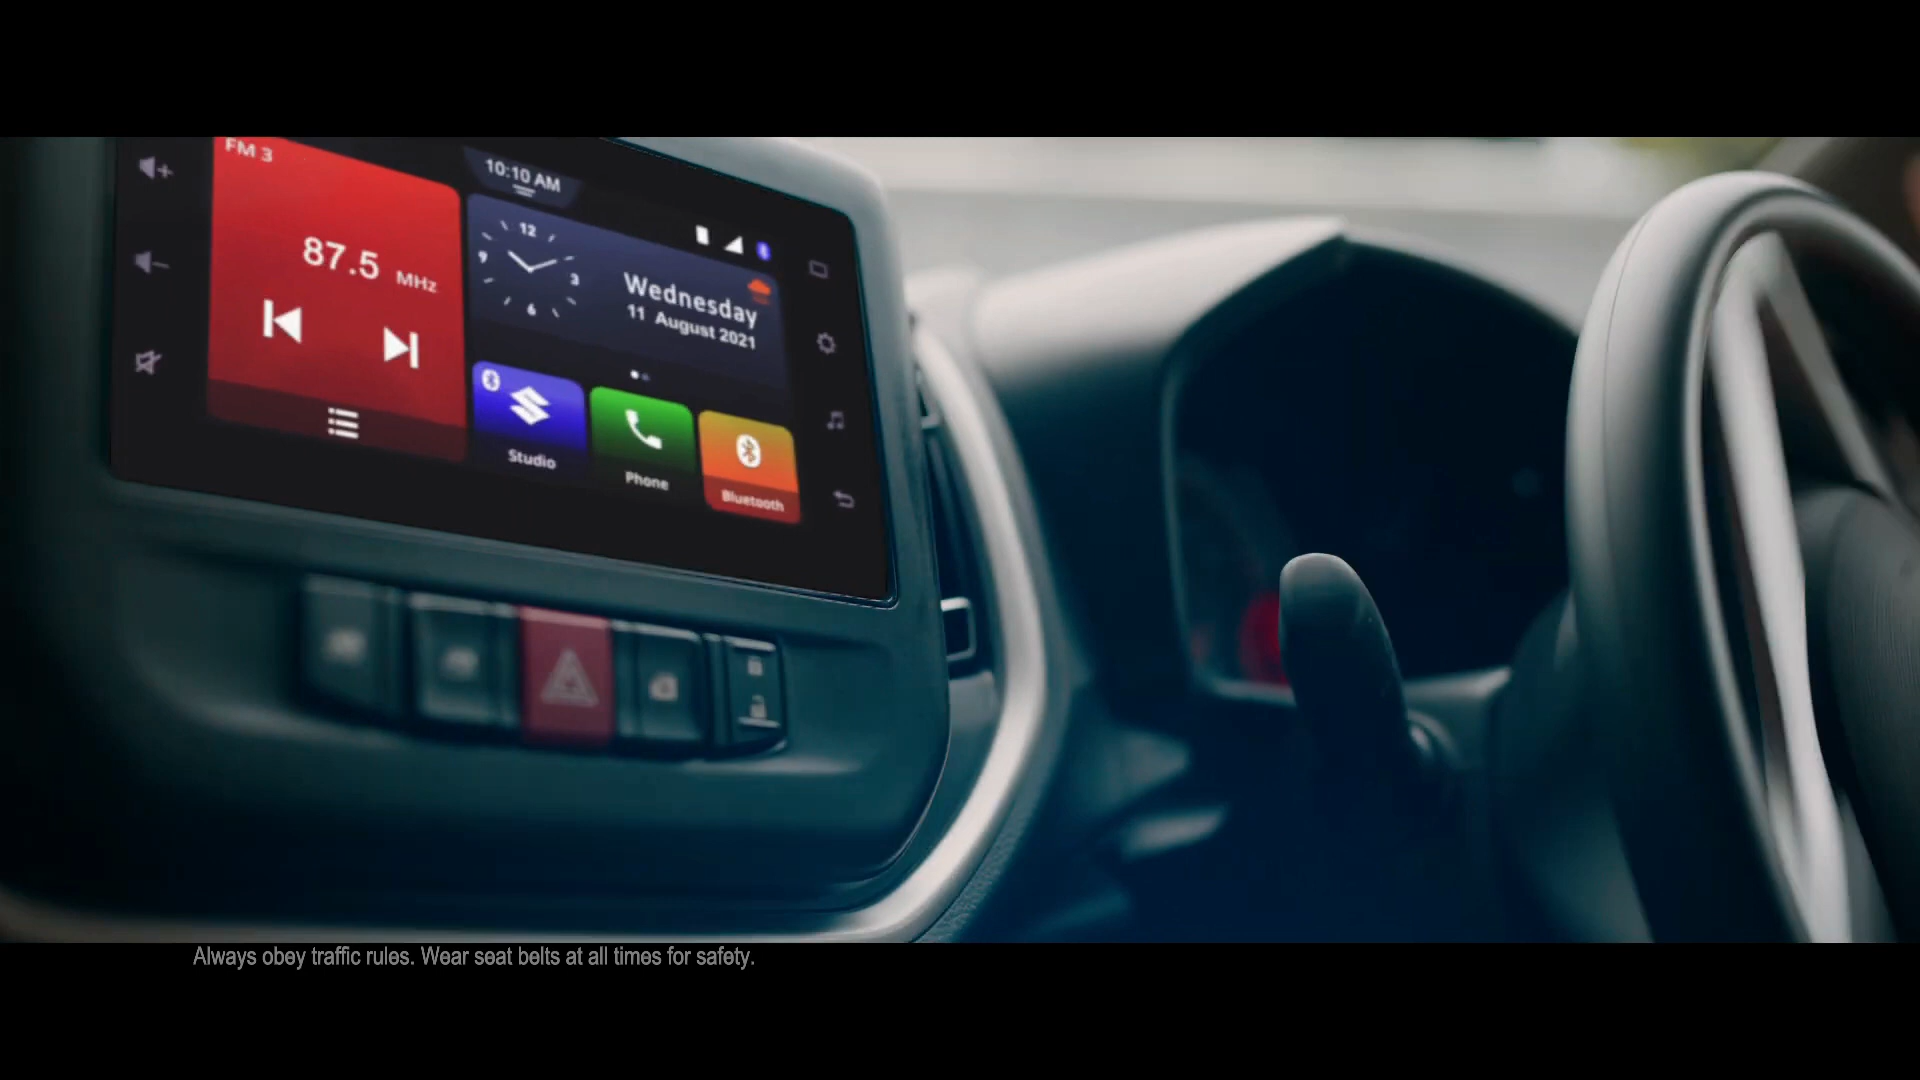 FM 3
87.5 MHz
10:10 AM
12
3
6
9
Wednesday
11 August 2021
Studio
Phone
Bluetooth
Always obey traffic rules. Wear seat belts at all times for safety.